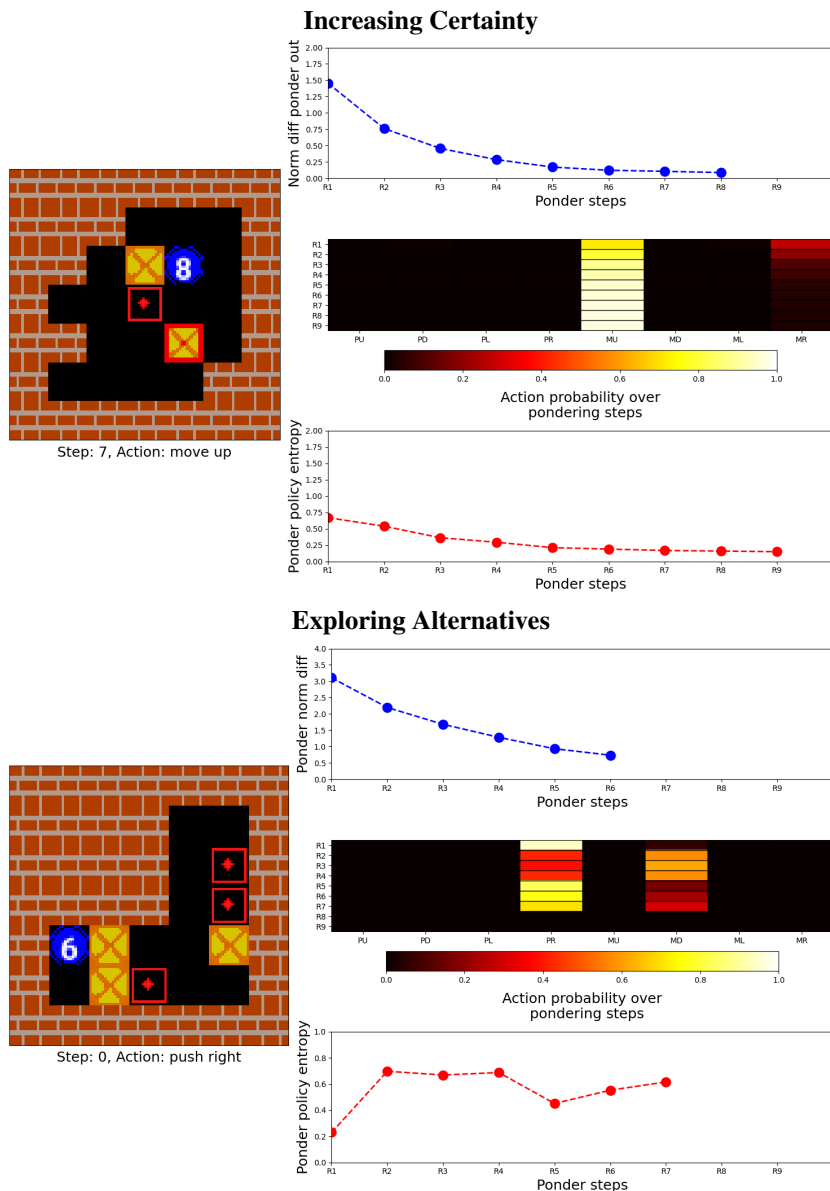 Increasing Certainty
Norm diff ponder out
2.00
1.75
1.50
1.25
1.00
0.75
0.50
0.25
0.00
R1 R2 R3 R4 R5 R6 R7 R8 R9
Ponder steps
8
Step: 7, Action: move up
R1
R2
R3
R4
R5
R6
R7
R8
R9
PU PD PL PR MU MD ML MR
0.0 0.2 0.4 0.6 0.8 1.0
Action probability over
pondering steps
Ponder policy entropy
2.00
1.75
1.50
1.25
1.00
0.75
0.50
0.25
0.00
R1 R2 R3 R4 R5 R6 R7 R8 R9
Ponder steps
Exploring Alternatives
Ponder norm diff
4.0
3.5
3.0
2.5
2.0
1.5
1.0
0.5
0.0
R1 R2 R3 R4 R5 R6 R7 R8 R9
Ponder steps
6
Step: 0, Action: push right
R1
R2
R3
R4
R5
R6
R7
R8
R9
PU PD PL PR MU MD ML MR
0.0 0.2 0.4 0.6 0.8 1.0
Action probability over
pondering steps
Ponder policy entropy
1.0
0.8
0.6
0.4
0.2
0.0
R1 R2 R3 R4 R5 R6 R7 R8 R9
Ponder steps